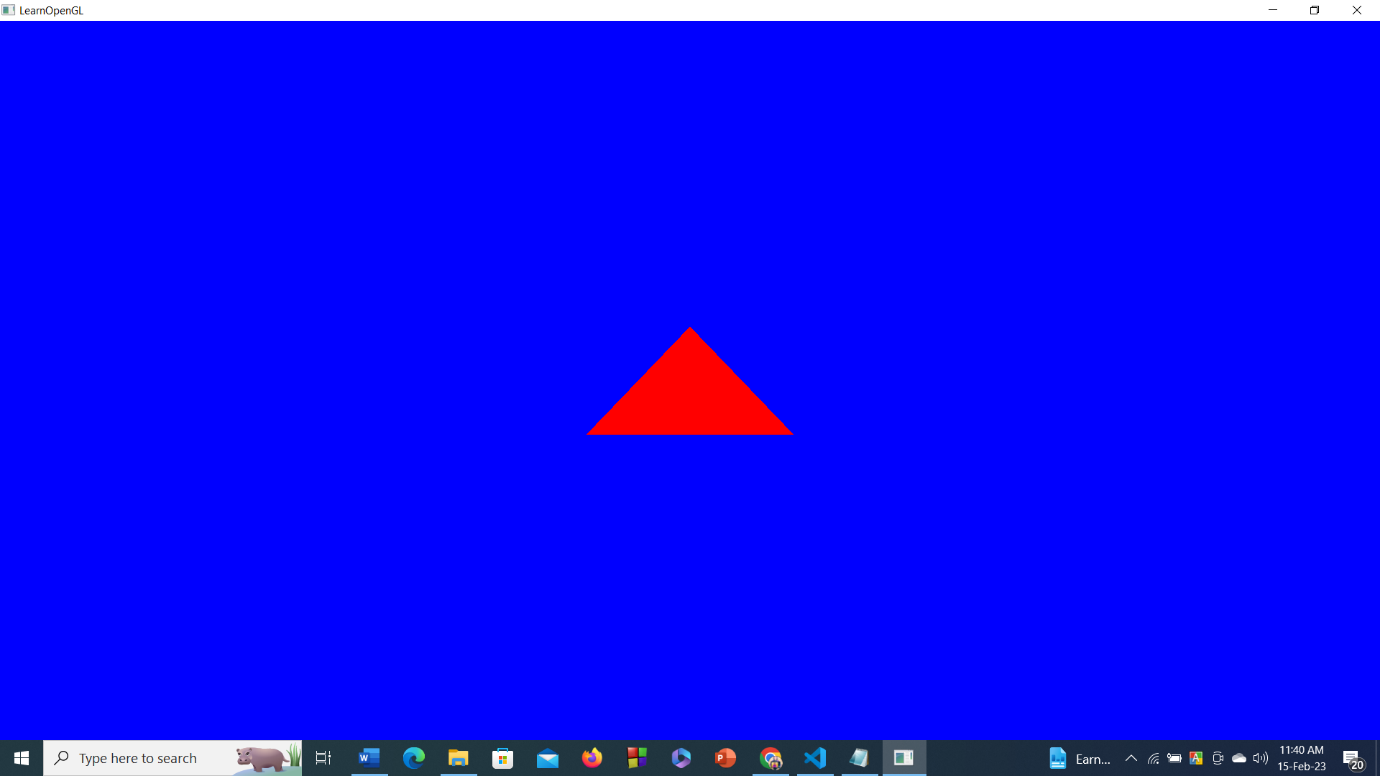 LearnOpenGL
Type here to search
W
P
Earn...
A
11:40 AM
15-Feb-23
20